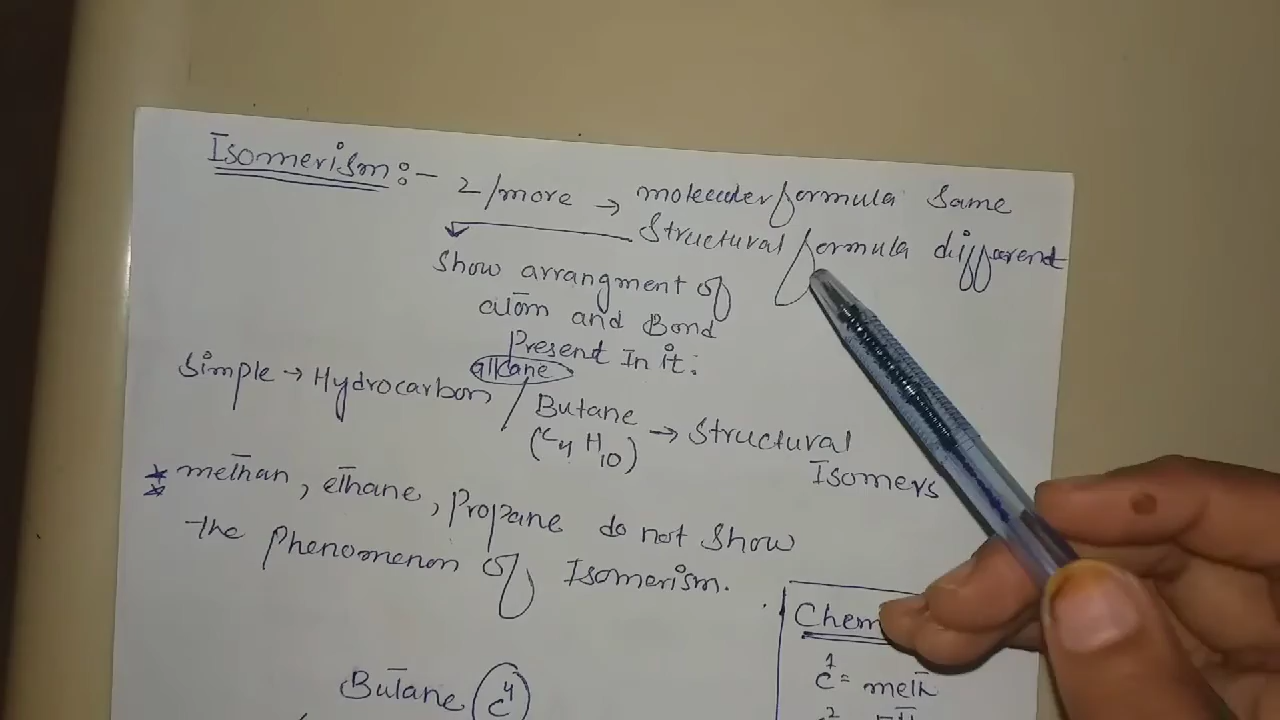 Isomerism:-
2/more → molecular formula same
Structural formula different
Show arrangment of
atom and Bond
Present In it:
alkane
Simple → Hydrocarbon / Butane → Structural
(C4 H10) Isomers
methan, ethane, Propane do not show
the Phenomenon of Isomerism.
Chem
C1 = meth
Butane C4
2